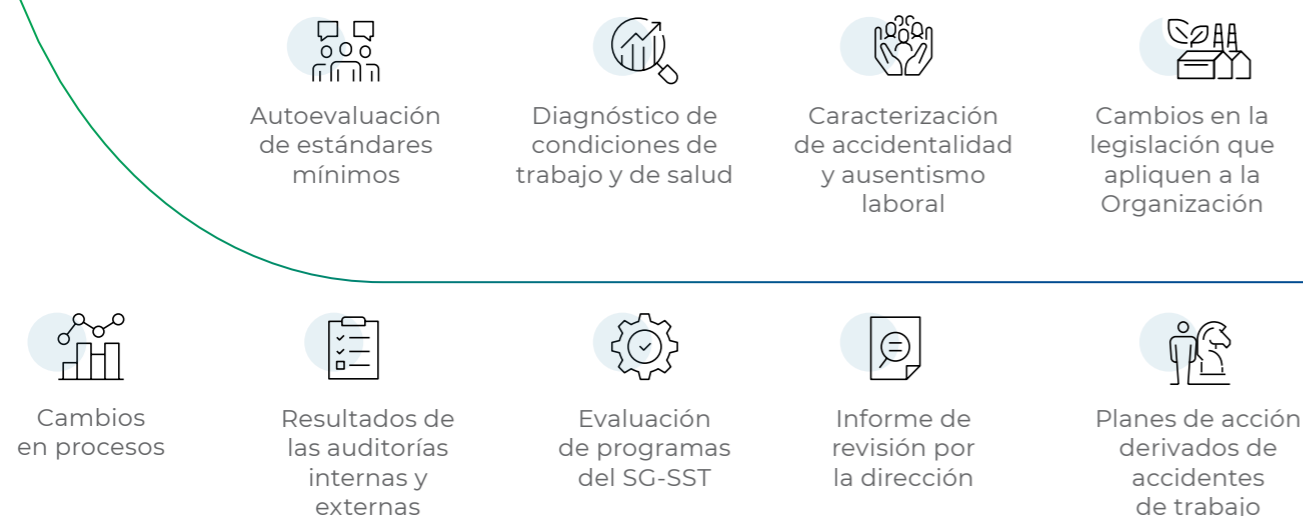 Autoevaluación
de estándares
mínimos
Diagnóstico de
condiciones de
trabajo y de salud
Caracterización
de accidentalidad
y ausentismo
laboral
Cambios en la
legislación que
apliquen a la
Organización
Cambios
en procesos
Resultados de
las auditorías
internas y
externas
Evaluación
de programas
del SG-SST
Informe de
revisión por
la dirección
Planes de acción
derivados de
accidentes
de trabajo